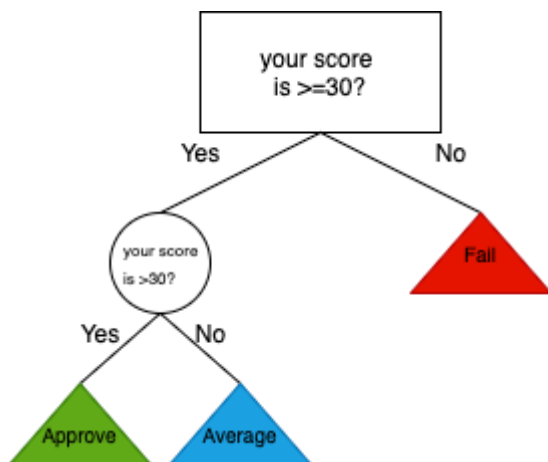 your score
is >=30?
Yes
No
your score
is >30?
Fail
Yes
No
Approve
Average